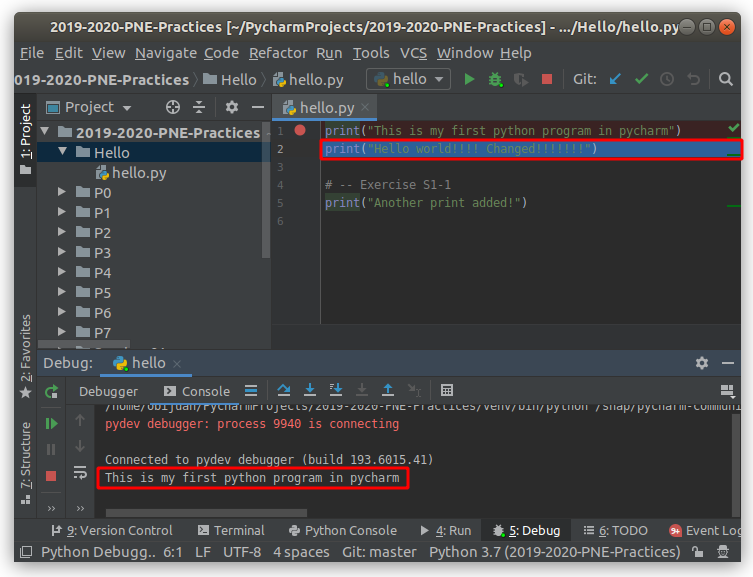 2019-2020-PNE-Practices [~/PycharmProjects/2019-2020-PNE-Practices] - .../Hello/hello.py
File Edit View Navigate Code Refactor Run Tools VCS Window Help
019-2020-PNE-Practices Hello hello.py hello Git:
1: Project
Project
hello.py
2019-2020-PNE-Practices
Hello
hello.py
P0
P1
P2
P3
P4
P5
P6
P7
1 print("This is my first python program in pycharm")
2 print("Hello world!!!! Changed!!!!!!!")
3
4 # -- Exercise S1-1
5 print("Another print added!")
6
2: Favorites
7: Structure
Debug: hello
Debugger Console
/home/obijuan/PycharmProjects/2019-2020-PNE-Practices/venv/bin/python /snap/pycharm-communi
pydev debugger: process 9940 is connecting
Connected to pydev debugger (build 193.6015.41)
This is my first python program in pycharm
9: Version Control Terminal Python Console 4: Run 5: Debug 6: TODO 9+ Event Log
Python Debugg.. 6:1 LF UTF-8 4 spaces Git: master Python 3.7 (2019-2020-PNE-Practices)